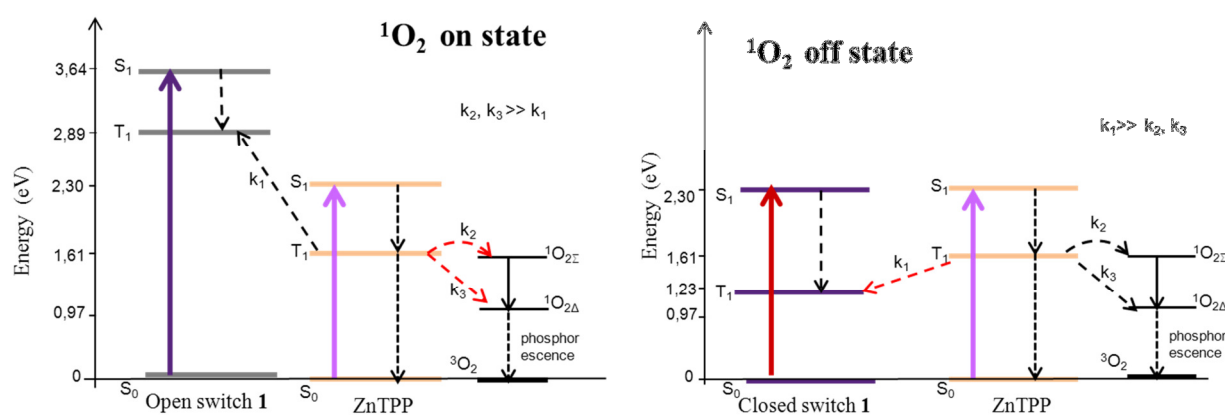 ¹O₂ on state
k₂, k₃ >> k₁
Energy (eV)
3,64
2,89
2,30
1,61
0,97
0
S₁
T₁
S₀
Open switch 1
k₁
S₁
T₁
S₀
ZnTPP
k₂
k₃
¹O₂Σ
¹O₂Δ
phosphor
escence
³O₂
¹O₂ off state
k₁>> k₂, k₃
Energy (eV)
2,30
1,61
1,23
0,97
0
S₁
T₁
S₀
Closed switch 1
k₁
S₁
T₁
S₀
ZnTPP
k₂
k₃
¹O₂Σ
¹O₂Δ
phosphor
escence
³O₂